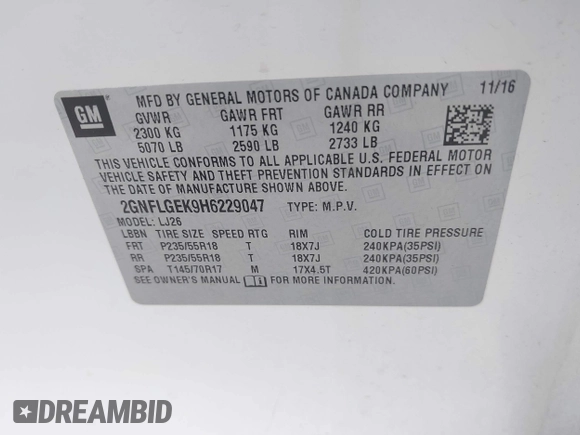 GM
MFD BY GENERAL MOTORS OF CANADA COMPANY 11/16
GVWR GAWR FRT GAWR RR
2300 KG 1175 KG 1240 KG
5070 LB 2590 LB 2733 LB
THIS VEHICLE CONFORMS TO ALL APPLICABLE U.S. FEDERAL MOTOR
VEHICLE SAFETY AND THEFT PREVENTION STANDARDS IN EFFECT ON
THE DATE OF MANUFACTURE SHOWN ABOVE.
2GNFLGEK9H6229047 TYPE: M.P.V.
MODEL: LJ26
LBBN TIRE SIZE SPEED RTG RIM COLD TIRE PRESSURE
FRT P235/55R18 T 18X7J 240KPA(35PSI)
RR P235/55R18 T 18X7J 240KPA(35PSI)
SPA T145/70R17 M 17X4.5T 420KPA(60PSI)
SEE OWNER'S MANUAL FOR MORE INFORMATION.
DREAMBID